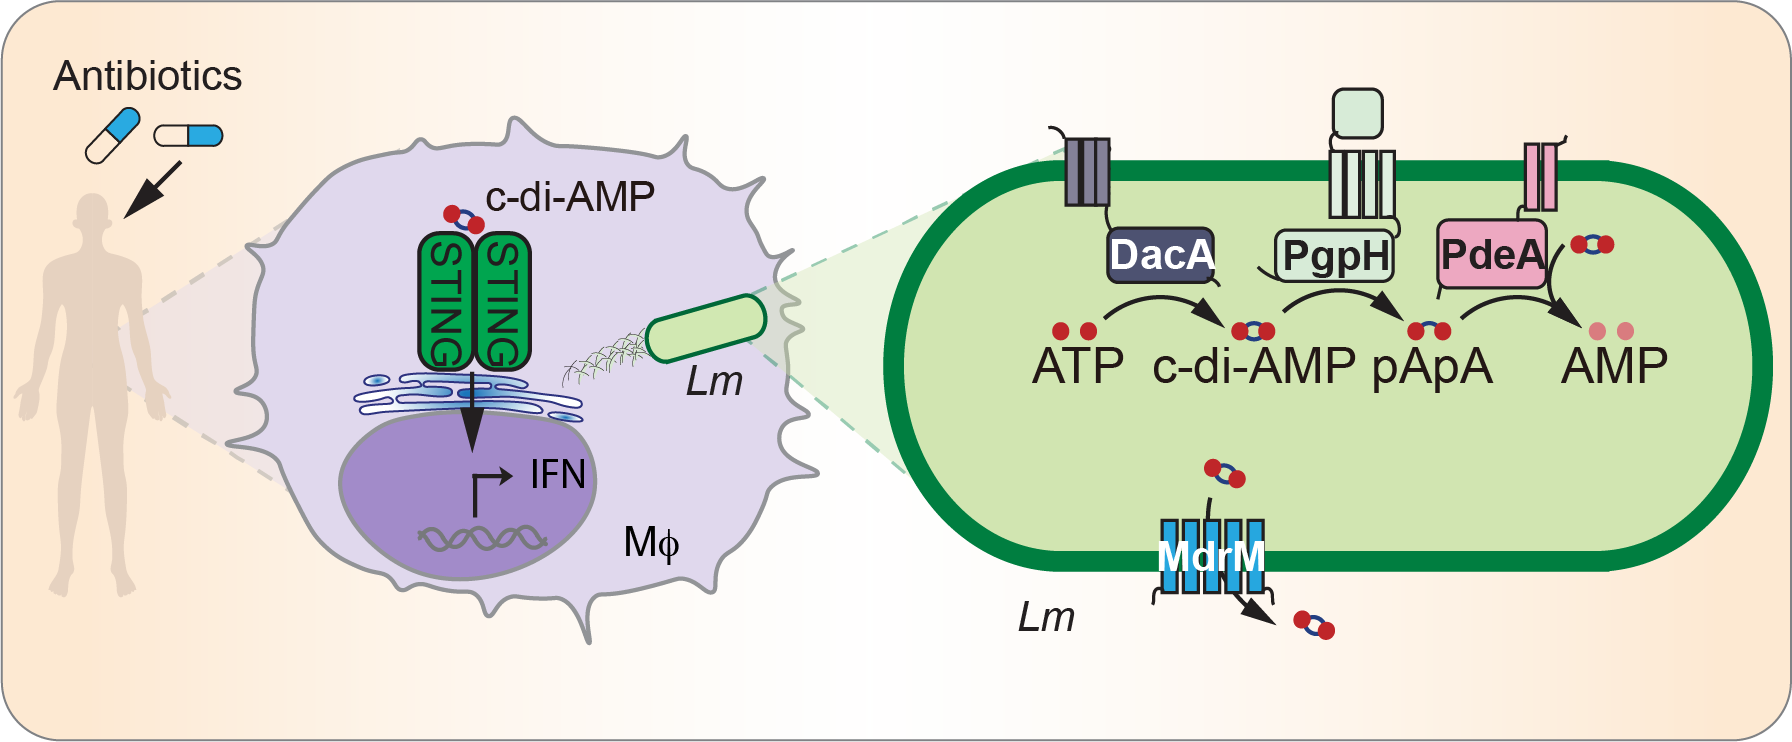 Antibiotics
c-di-AMP
STING
STING
Lm
IFN
Mϕ
DacA
PgpH
PdeA
ATP
c-di-AMP
pApA
AMP
MdrM
Lm